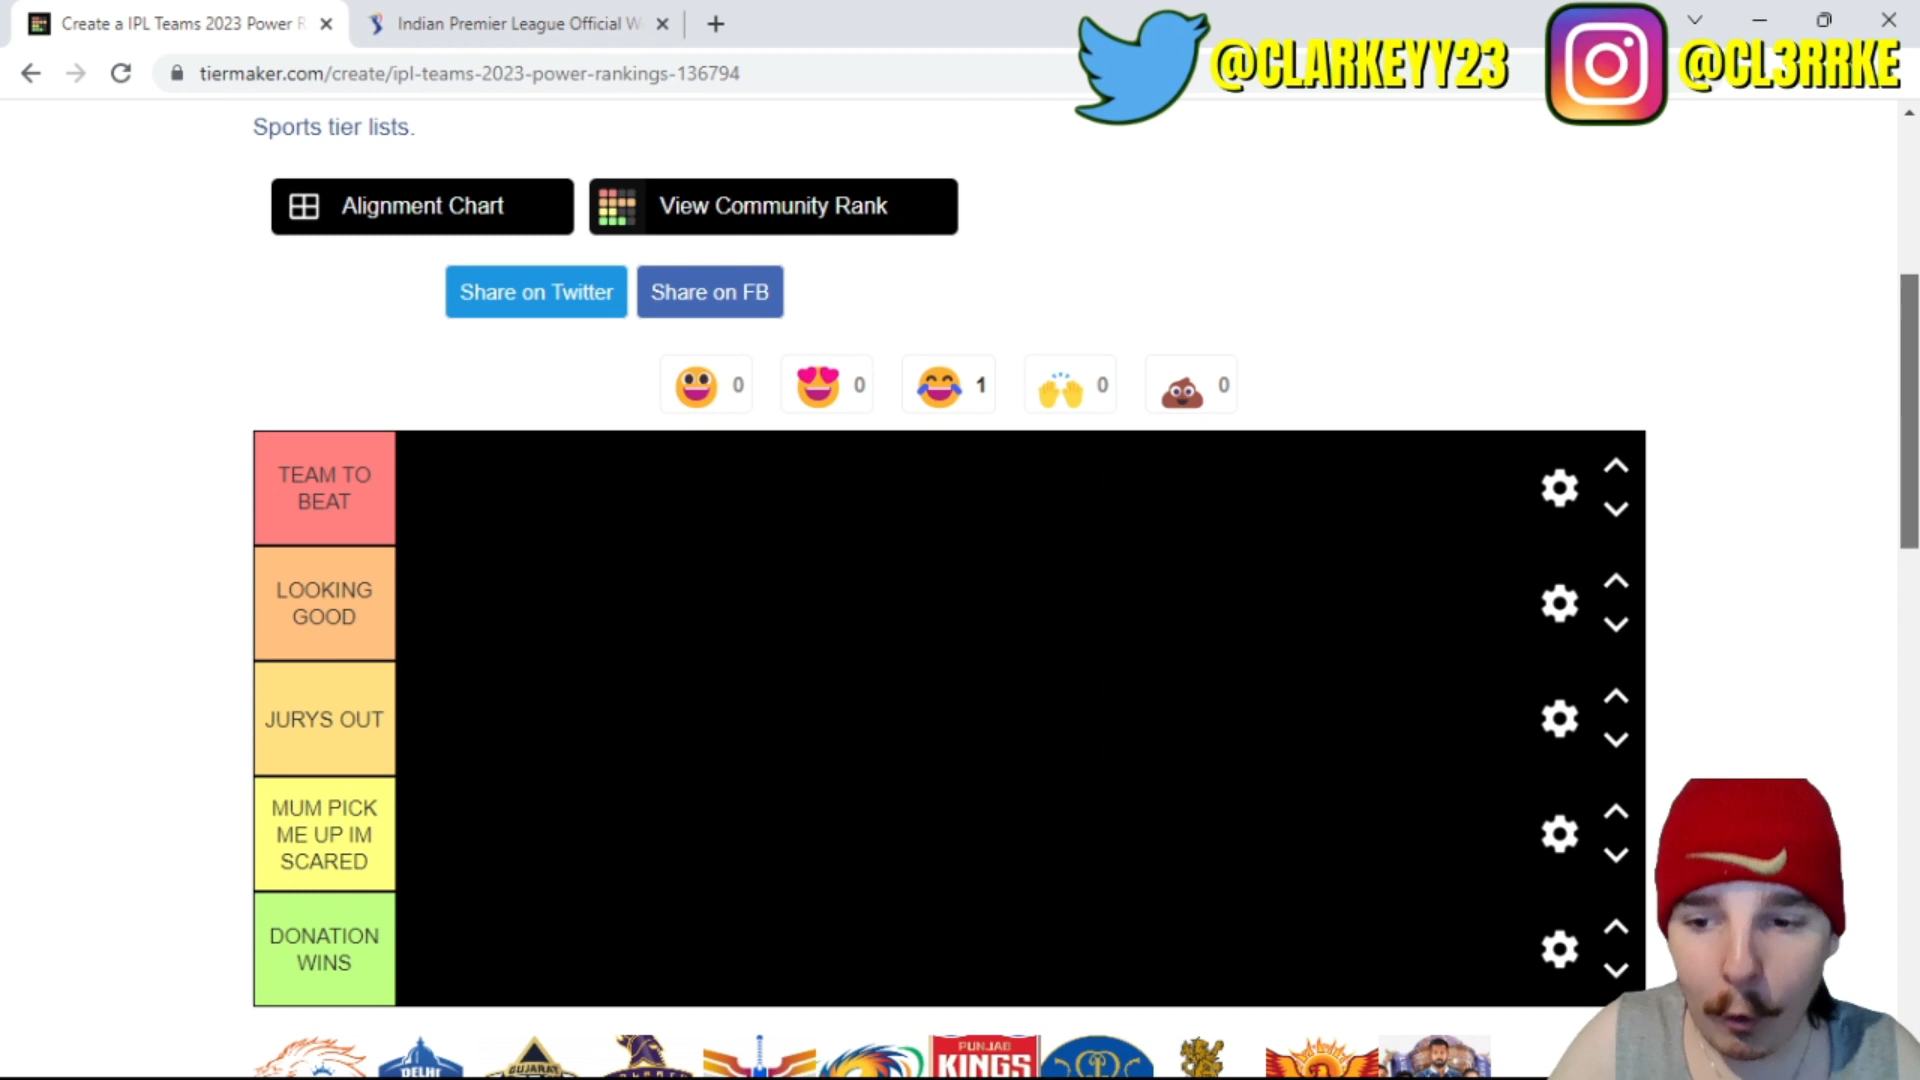 Create a IPL Teams 2023 Power R
Indian Premier League Official W
tiermaker.com/create/ipl-teams-2023-power-rankings-136794
@CLARKEYY23
@CL3RRKE
Sports tier lists.
Alignment Chart
View Community Rank
Share on Twitter
Share on FB
0
0
1
0
0
TEAM TO
BEAT
LOOKING
GOOD
JURYS OUT
MUM PICK
ME UP IM
SCARED
DONATION
WINS
DELHI
GUJARAT
PUNJAB
KINGS